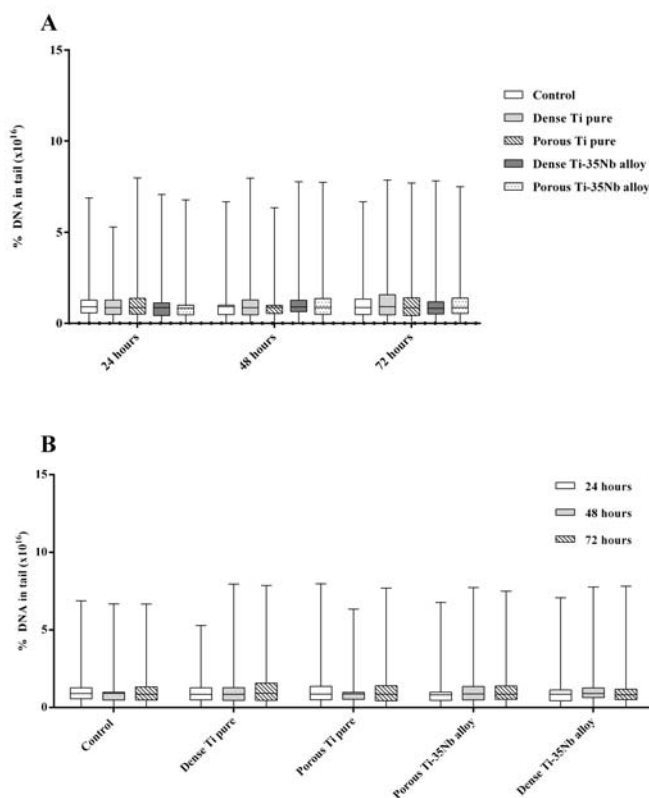 A
15
10
5
0
% DNA in tail (x10¹⁶)
24 hours
48 hours
72 hours
Control
Dense Ti pure
Porous Ti pure
Dense Ti-35Nb alloy
Porous Ti-35Nb alloy
B
15
10
5
0
% DNA in tail (x10¹⁶)
24 hours
48 hours
72 hours
Control
Dense Ti pure
Porous Ti pure
Porous Ti-35Nb alloy
Dense Ti-35Nb alloy